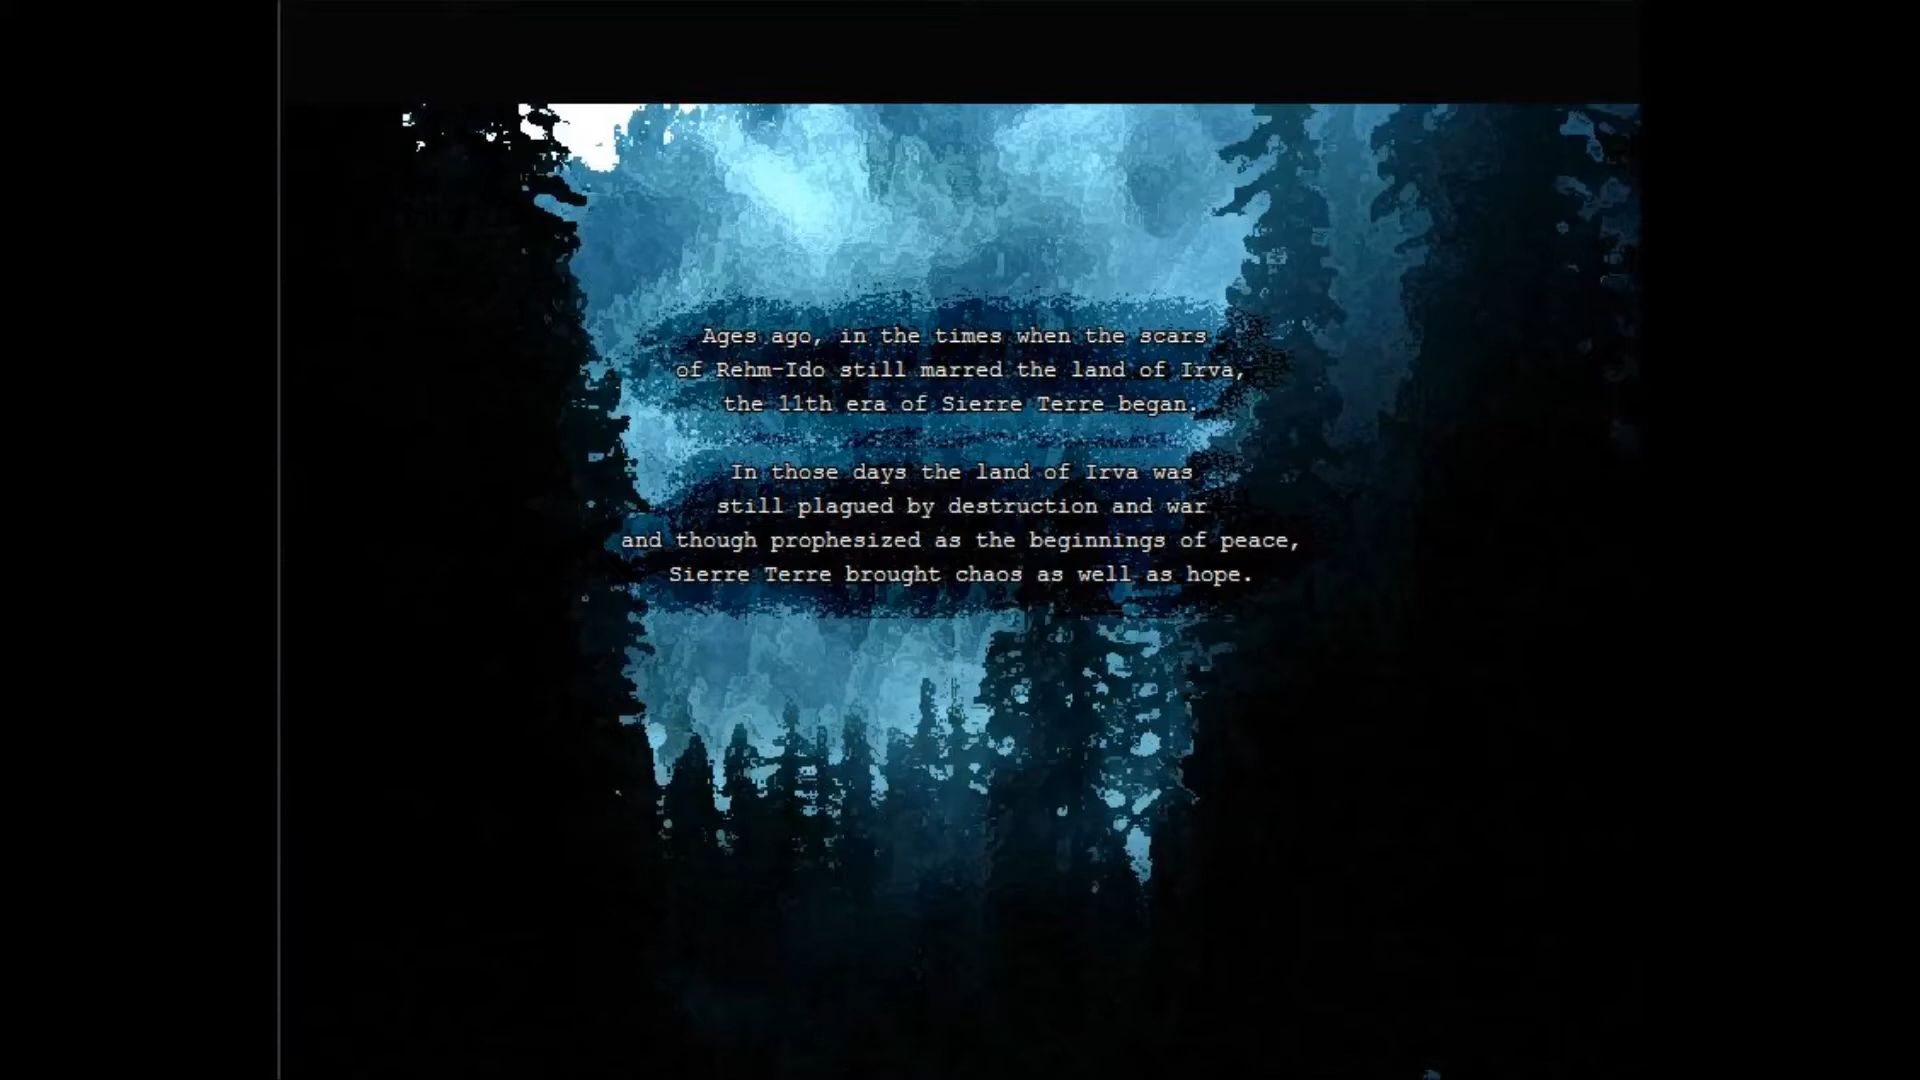 Ages ago, in the times when the scars
of Rehm-Ido still marred the land of Irva,
the 11th era of Sierre Terre began.
In those days the land of Irva was
still plagued by destruction and war
and though prophesized as the beginnings of peace,
Sierre Terre brought chaos as well as hope.